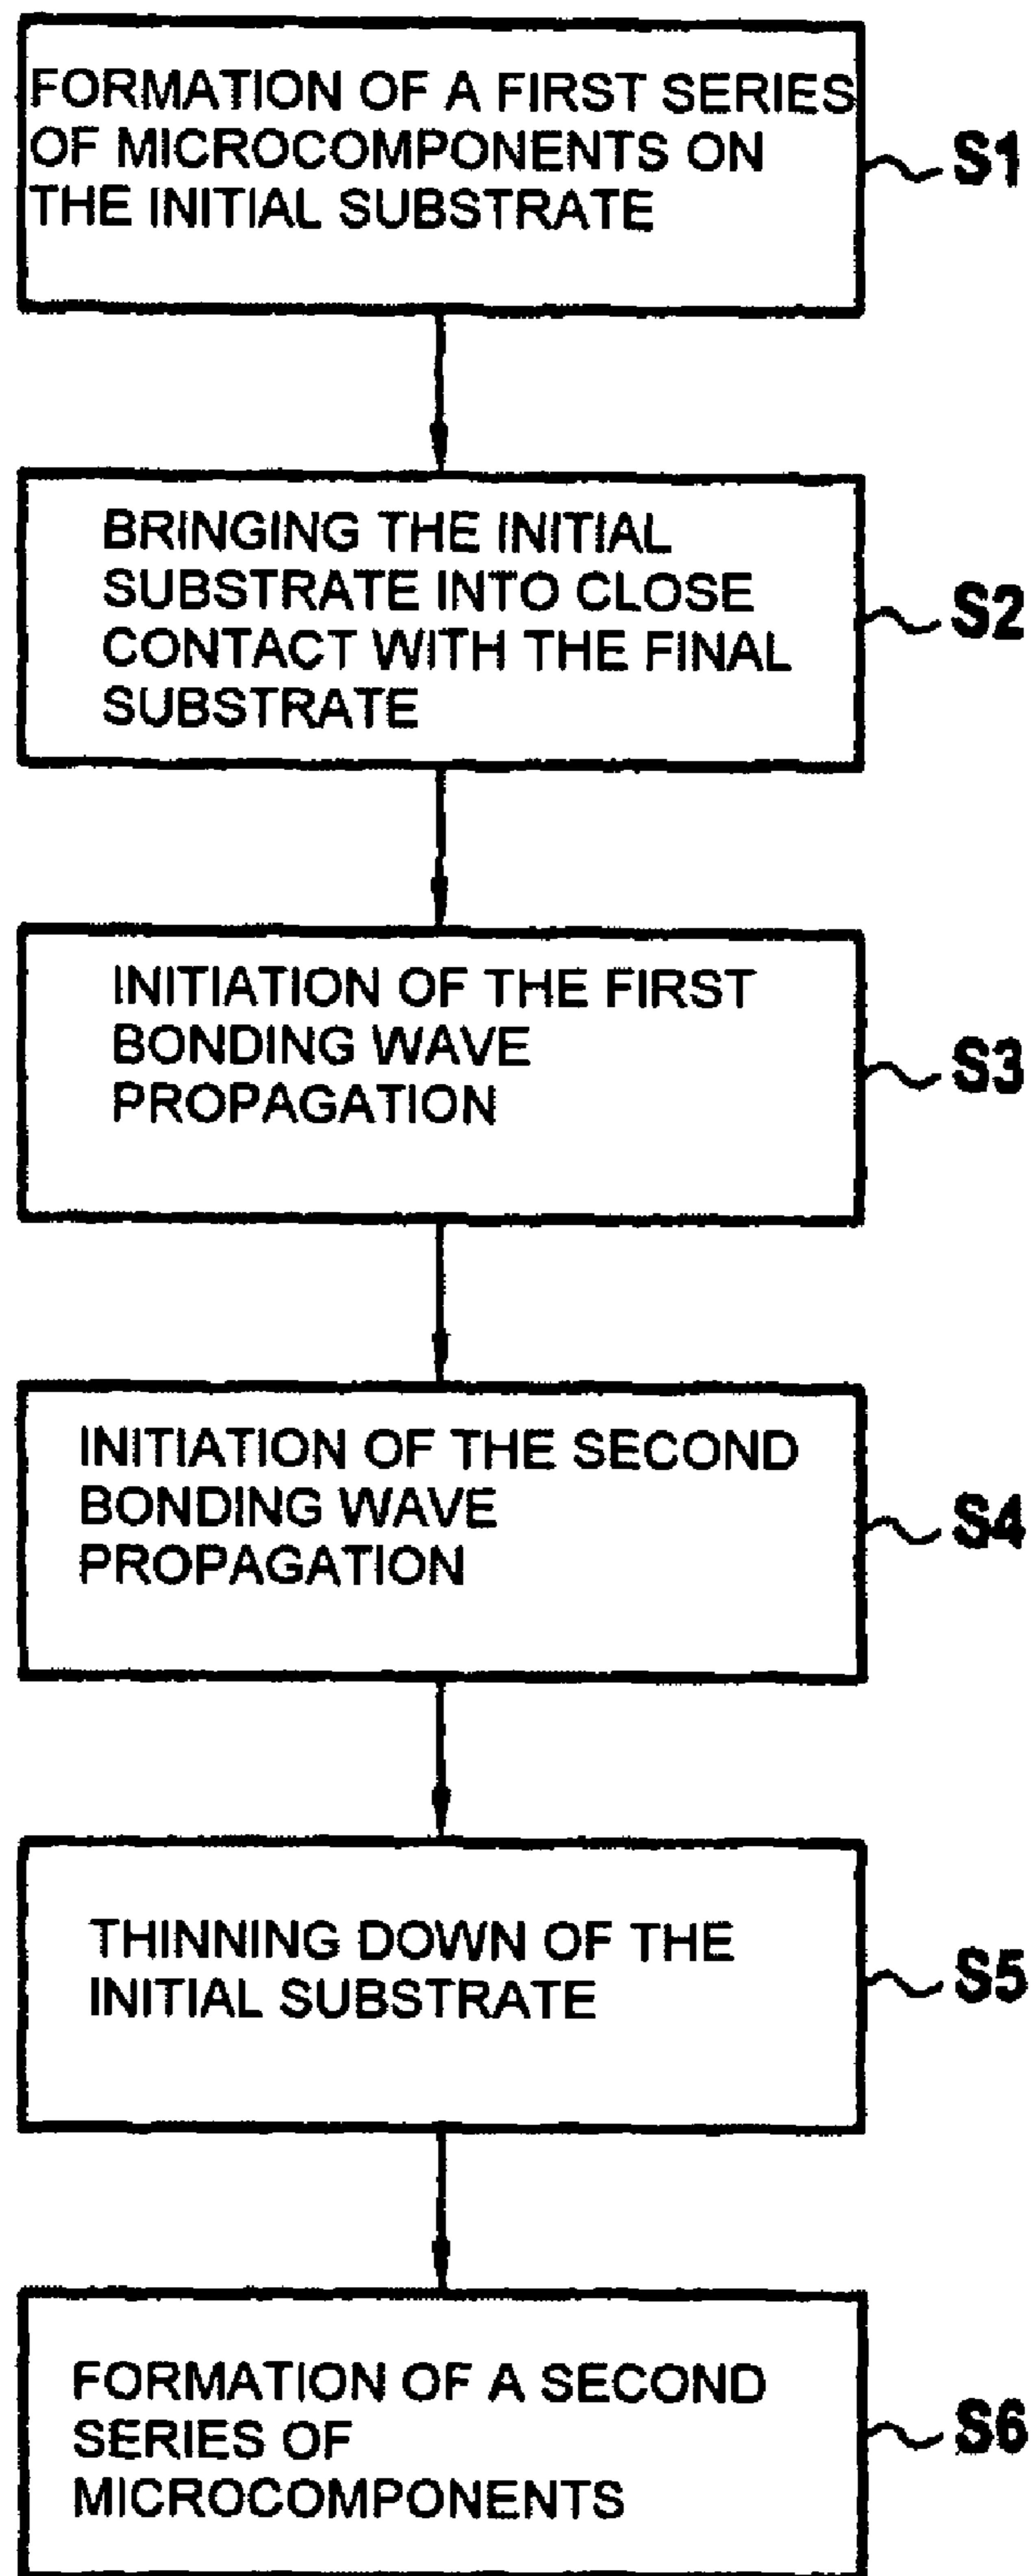 FORMATION OF A FIRST SERIES
OF MICROCOMPONENTS ON
THE INITIAL SUBSTRATE
S1
BRINGING THE INITIAL
SUBSTRATE INTO CLOSE
CONTACT WITH THE FINAL
SUBSTRATE
S2
INITIATION OF THE FIRST
BONDING WAVE
PROPAGATION
S3
INITIATION OF THE SECOND
BONDING WAVE
PROPAGATION
S4
THINNING DOWN OF THE
INITIAL SUBSTRATE
S5
FORMATION OF A SECOND
SERIES OF
MICROCOMPONENTS
S6